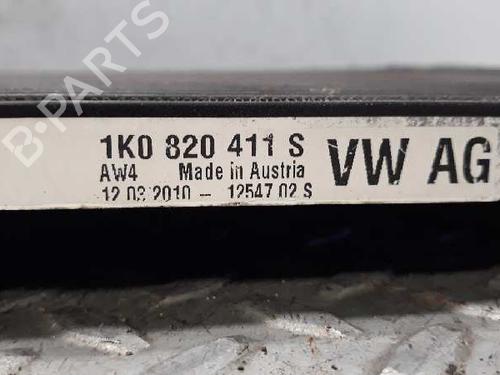 B-PARTS
1K0 820 411 S
AW4 Made in Austria
12 03 2010 - 12547 02 S
VW AG